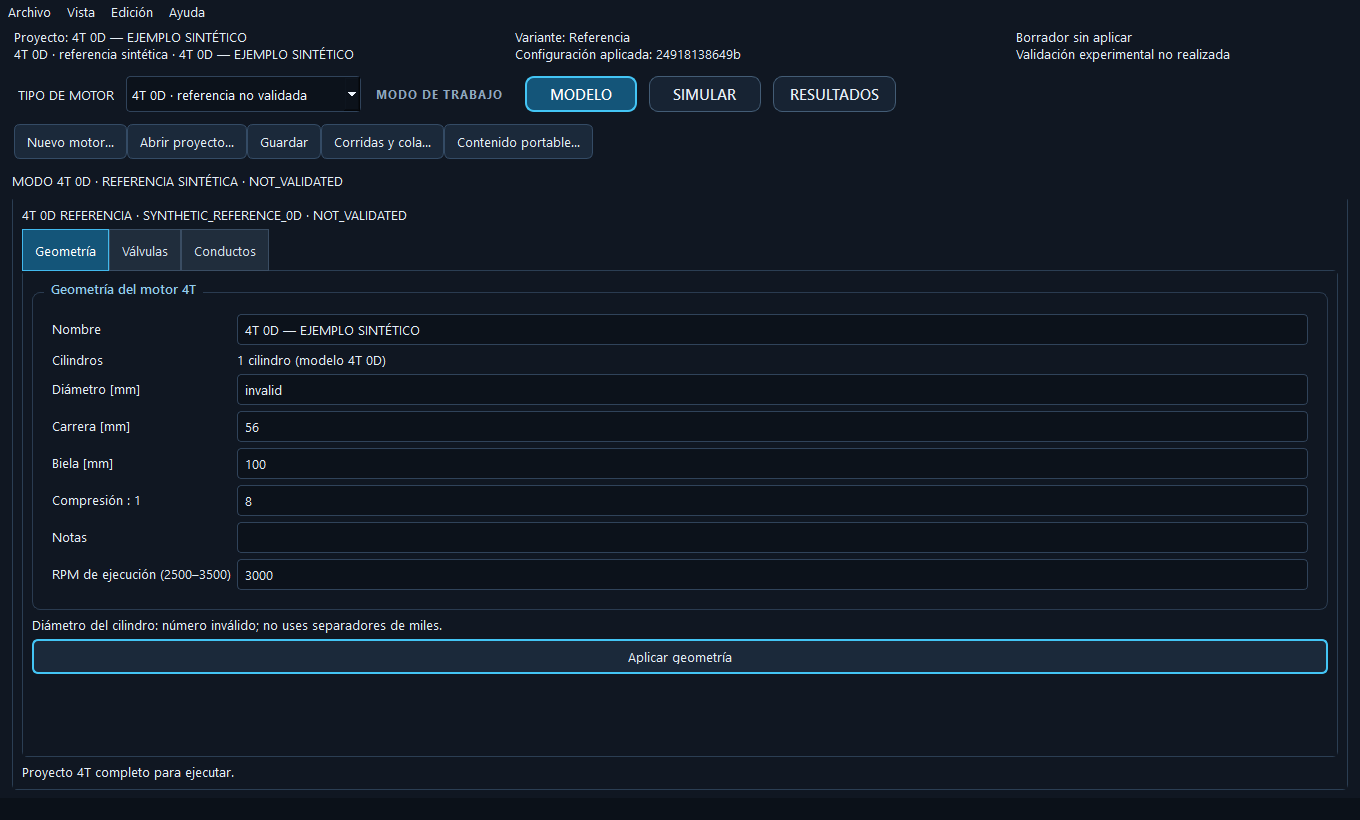 Archivo Vista Edición Ayuda
Proyecto: 4T 0D — EJEMPLO SINTÉTICO
4T 0D · referencia sintética · 4T 0D — EJEMPLO SINTÉTICO
Variante: Referencia
Configuración aplicada: 24918138649b
Borrador sin aplicar
Validación experimental no realizada
TIPO DE MOTOR 4T 0D · referencia no validada MODO DE TRABAJO MODELO SIMULAR RESULTADOS
Nuevo motor... Abrir proyecto... Guardar Corridas y cola... Contenido portable...
MODO 4T 0D · REFERENCIA SINTÉTICA · NOT_VALIDATED
4T 0D REFERENCIA · SYNTHETIC_REFERENCE_0D · NOT_VALIDATED
Geometría Válvulas Conductos
Geometría del motor 4T
Nombre 4T 0D — EJEMPLO SINTÉTICO
Cilindros 1 cilindro (modelo 4T 0D)
Diámetro [mm] invalid
Carrera [mm] 56
Biela [mm] 100
Compresión : 1 8
Notas
RPM de ejecución (2500–3500) 3000
Diámetro del cilindro: número inválido; no uses separadores de miles.
Aplicar geometría
Proyecto 4T completo para ejecutar.